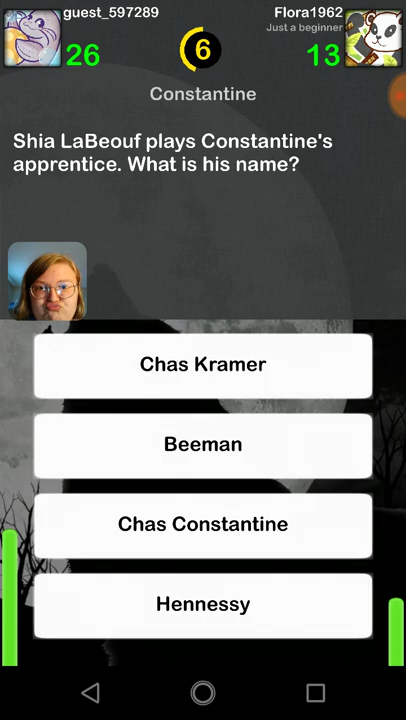 guest_597289
Flora1962
Just a beginner
26
6
13
Constantine
Shia LaBeouf plays Constantine's
apprentice. What is his name?
Chas Kramer
Beeman
Chas Constantine
Hennessy